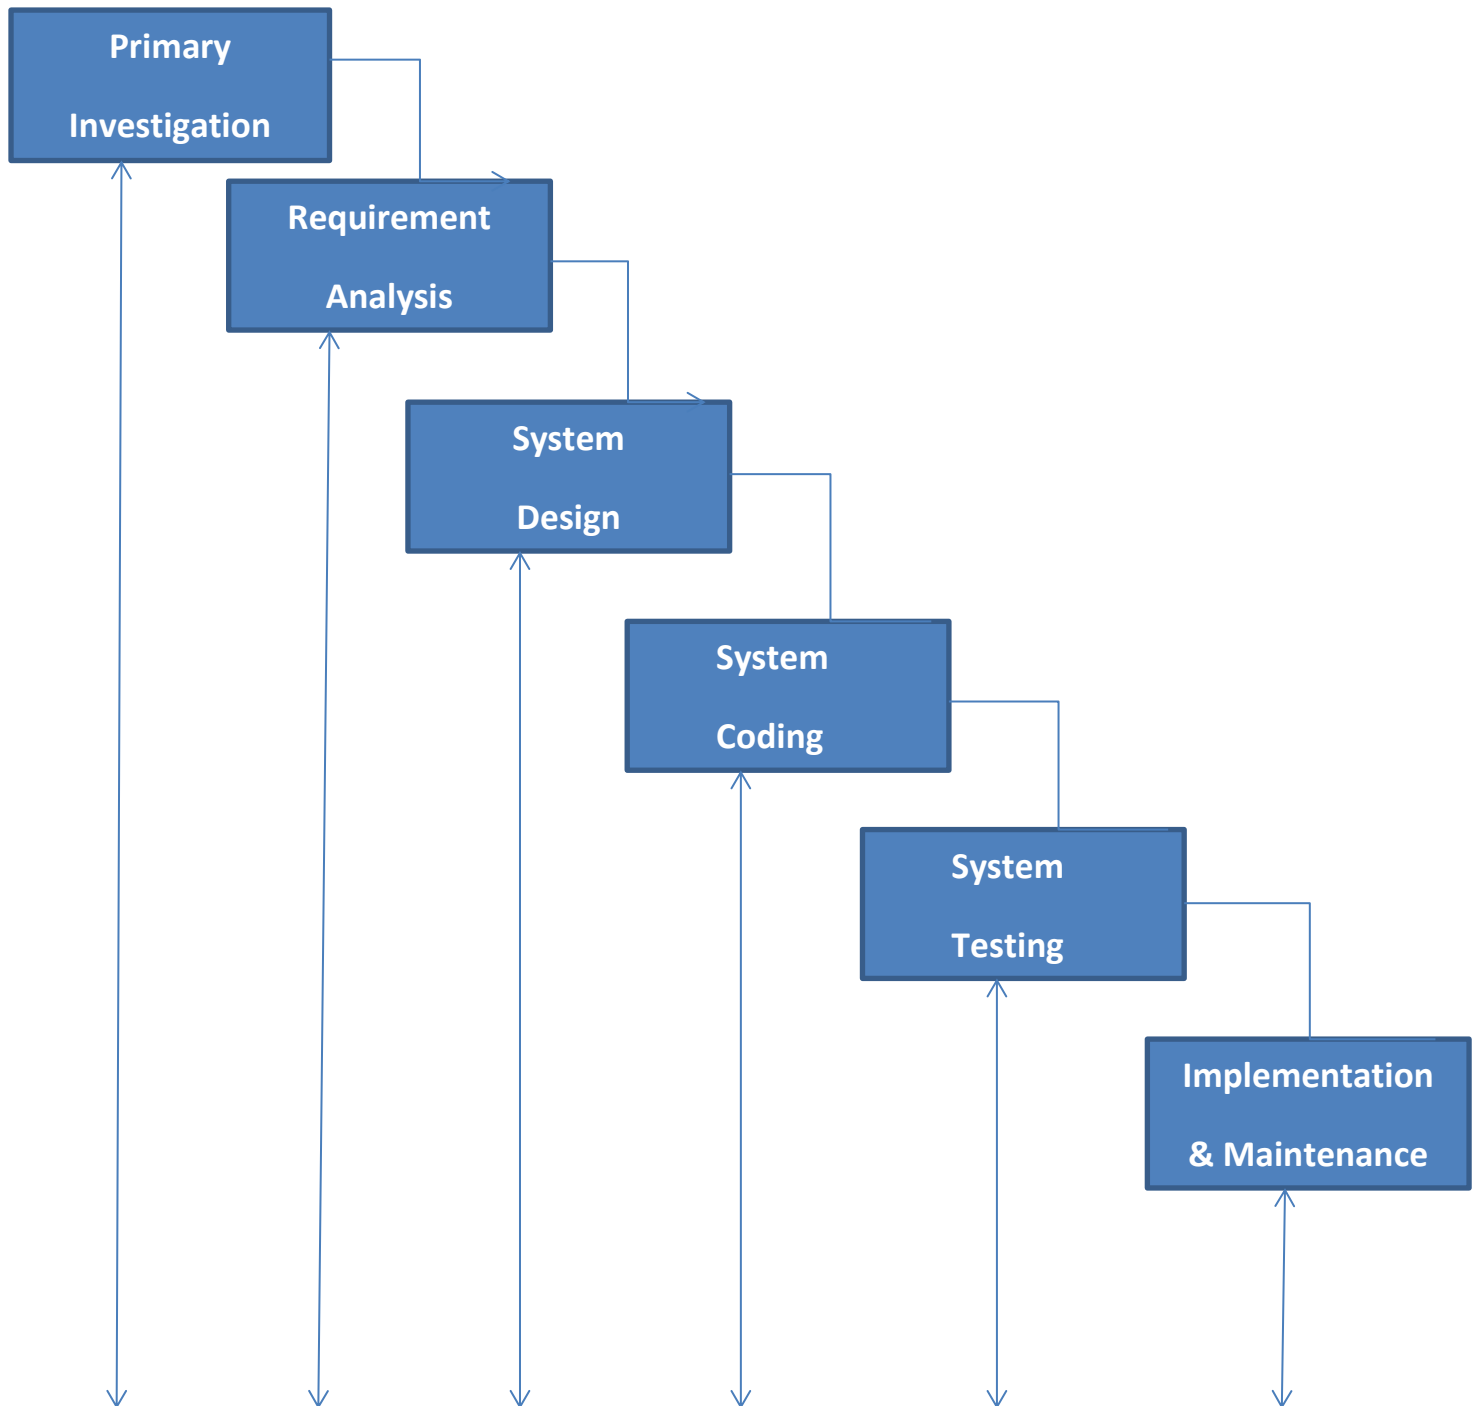 Primary
Investigation
Requirement
Analysis
System
Design
System
Coding
System
Testing
Implementation
& Maintenance